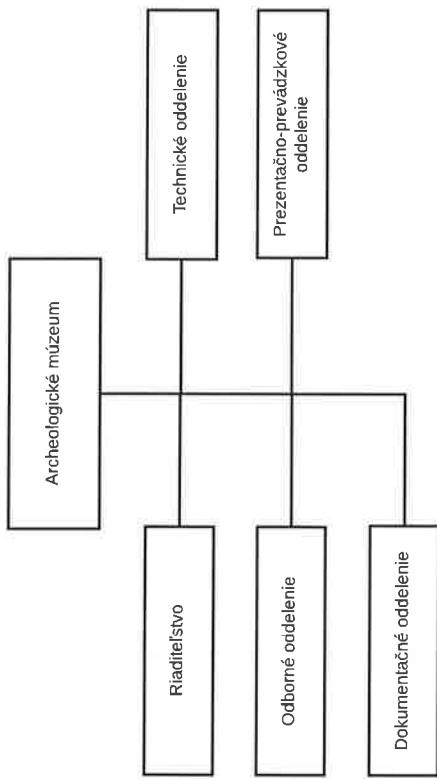 Archeologické múzeum
Riaditeľstvo
Technické oddelenie
Odborné oddelenie
Prezentačno-prevádzkové
oddelenie
Dokumentačné oddelenie